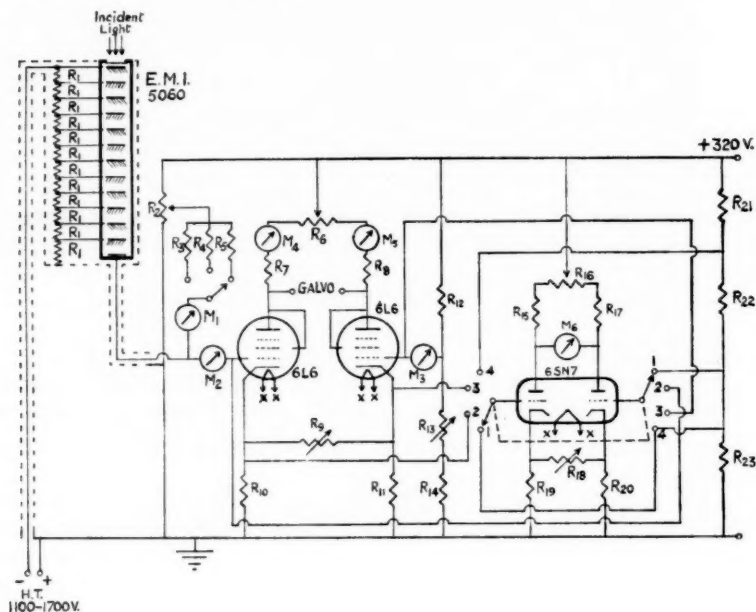 Incident
Light
E.M.I.
5060
R1
R1
R1
R1
R1
R1
R1
R1
R1
R1
R1
R1
+320 V.
R21
R2
R3
R4
R5
M4
R6
M5
R7
R8
GALVO
6L6
6L6
R12
R16
R15
R17
R22
M6
M1
M2
M3
6SN7
4
3
2
1
1
2
3
4
x x
x x
x x
R9
R13
R18
R10
R11
R14
R19
R20
R23
- +
H.T.
1100-1700V.